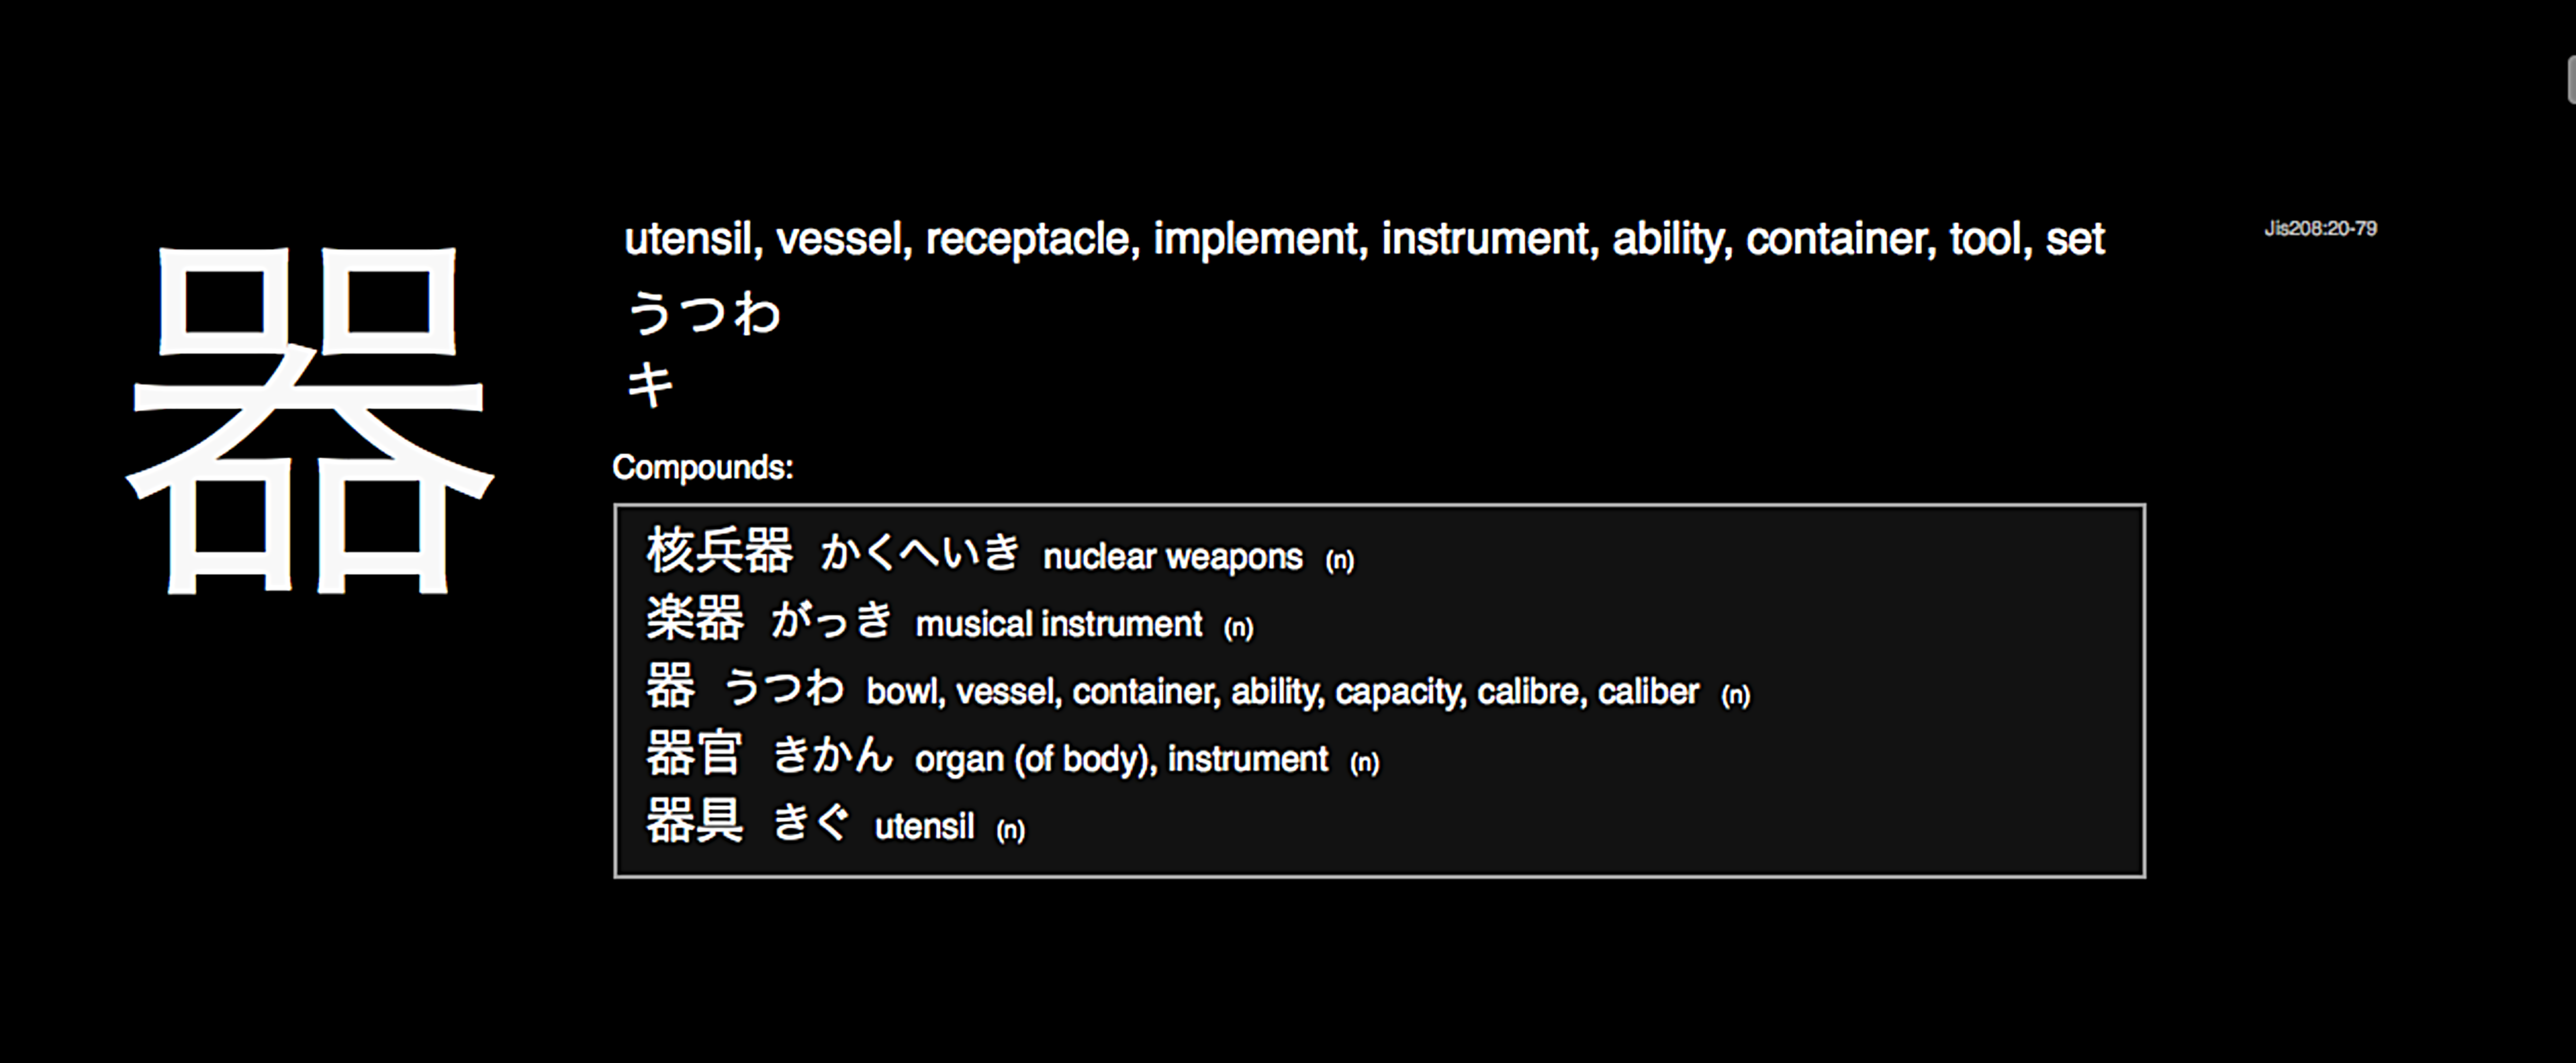 器
utensil, vessel, receptacle, implement, instrument, ability, container, tool, set
Jis208:20-79
うつわ
キ
Compounds:
核兵器 かくへいき nuclear weapons (n)
楽器 がっき musical instrument (n)
器 うつわ bowl, vessel, container, ability, capacity, calibre, caliber (n)
器官 きかん organ (of body), instrument (n)
器具 きぐ utensil (n)